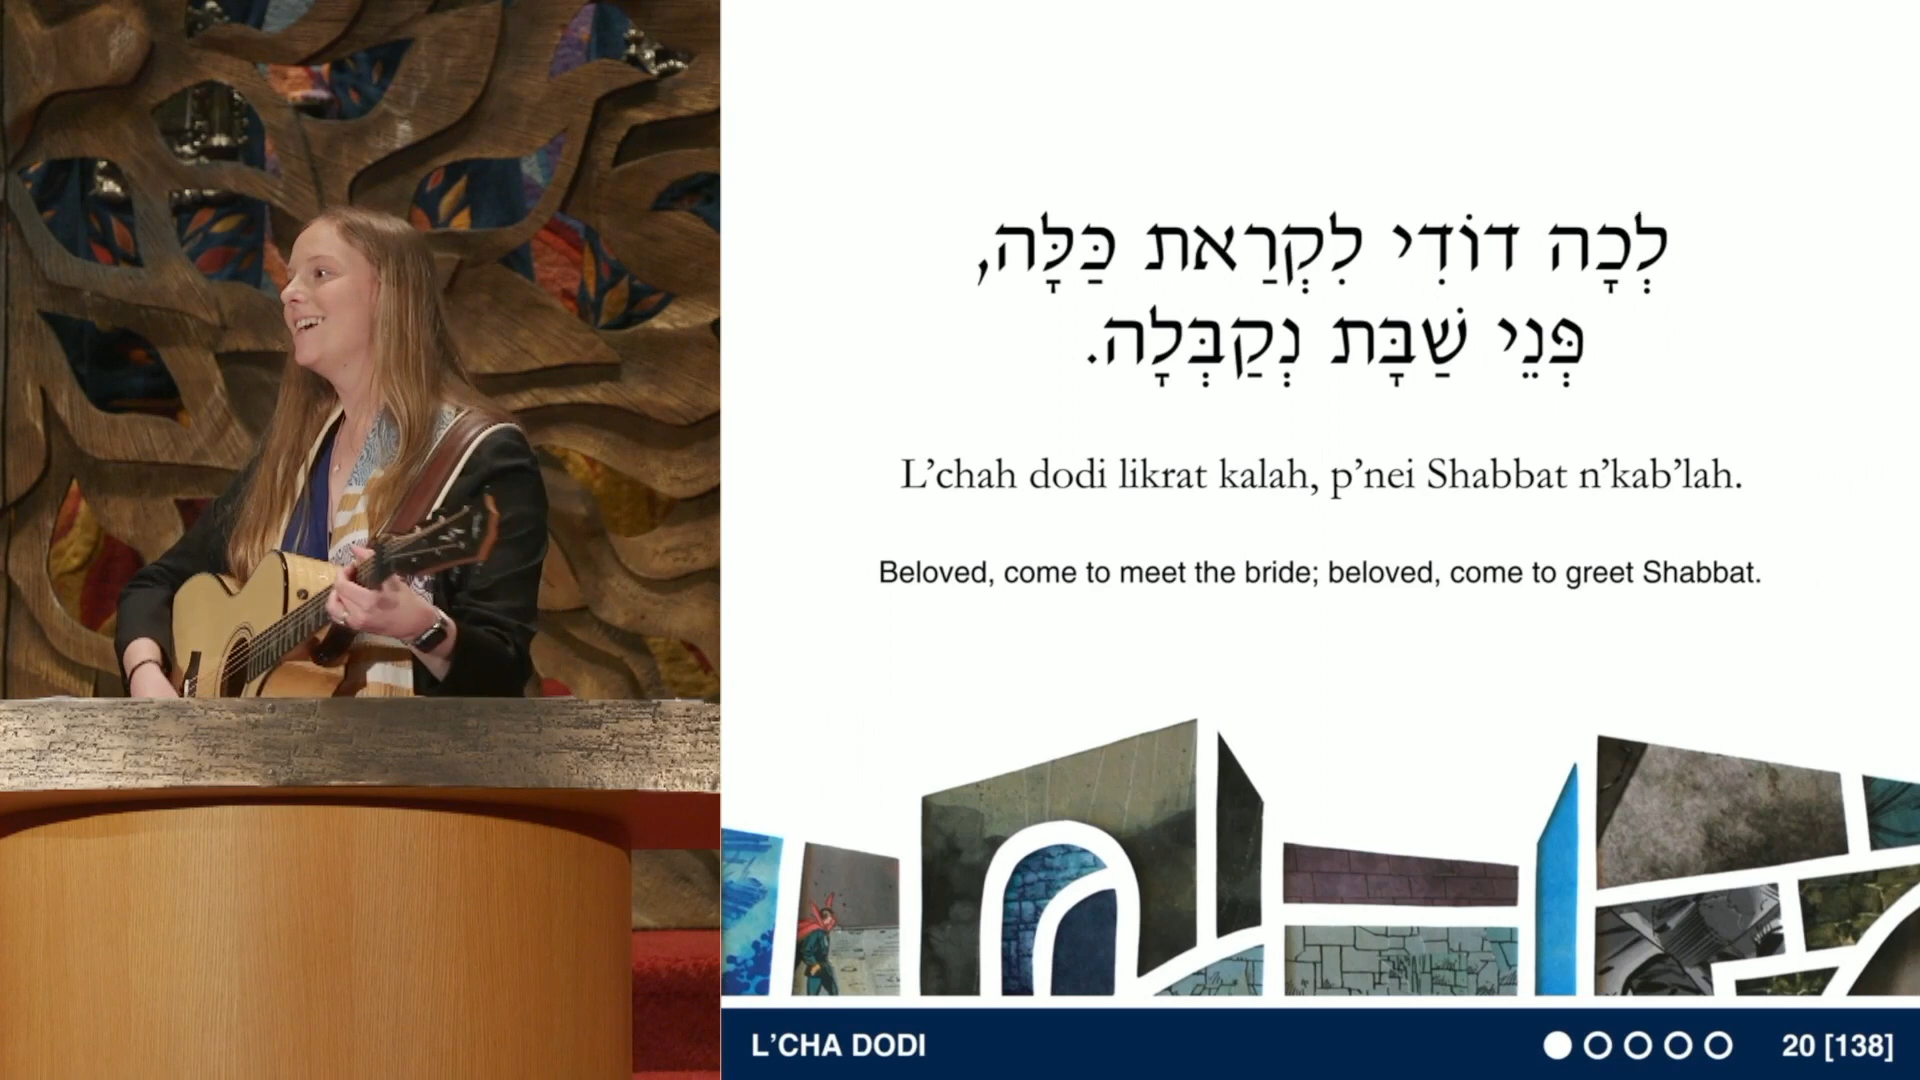 לְכָה דוֹדִי לִקְרַאת כַּלָּה,
פְּנֵי שַׁבָּת נְקַבְּלָה.
L’chah dodi likrat kalah, p’nei Shabbat n’kab’lah.
Beloved, come to meet the bride; beloved, come to greet Shabbat.
L’CHA DODI
20 [138]